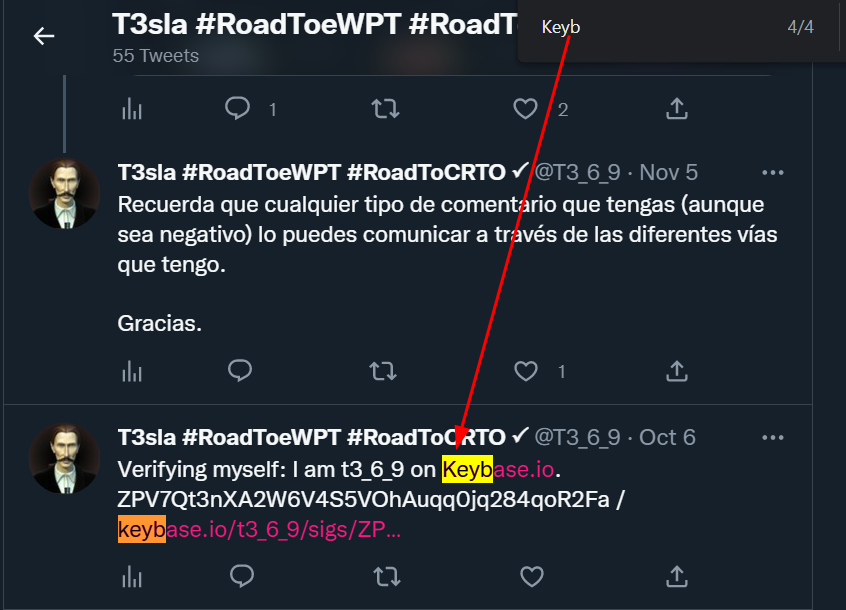 T3sla #RoadToeWPT #RoadT
Keyb
4/4
55 Tweets
1
2
T3sla #RoadToeWPT #RoadToCRTO ✓ @T3_6_9 · Nov 5
Recuerda que cualquier tipo de comentario que tengas (aunque
sea negativo) lo puedes comunicar a través de las diferentes vías
que tengo.
Gracias.
1
T3sla #RoadToeWPT #RoadToCRTO ✓ @T3_6_9 · Oct 6
Verifying myself: I am t3_6_9 on Keybase.io.
ZPV7Qt3nXA2W6V4S5VOhAuqq0jq284qoR2Fa /
keybase.io/t3_6_9/sigs/ZP...